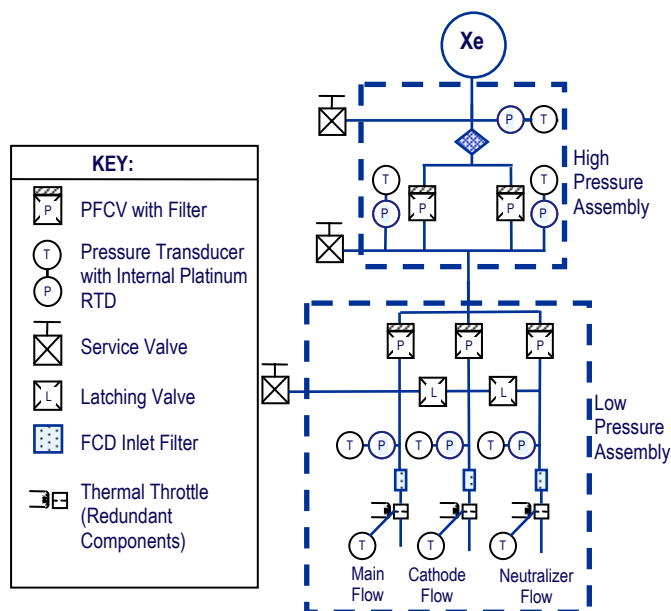 Xe
P T
High
Pressure
Assembly
T T
P P P P
KEY:
P PFCV with Filter
T Pressure Transducer
with Internal Platinum
P RTD
Service Valve
L Latching Valve
FCD Inlet Filter
Thermal Throttle
(Redundant
Components)
P P P
L L
Low
Pressure
Assembly
T P T P T P
T T T
Main
Flow
Cathode
Flow
Neutralizer
Flow